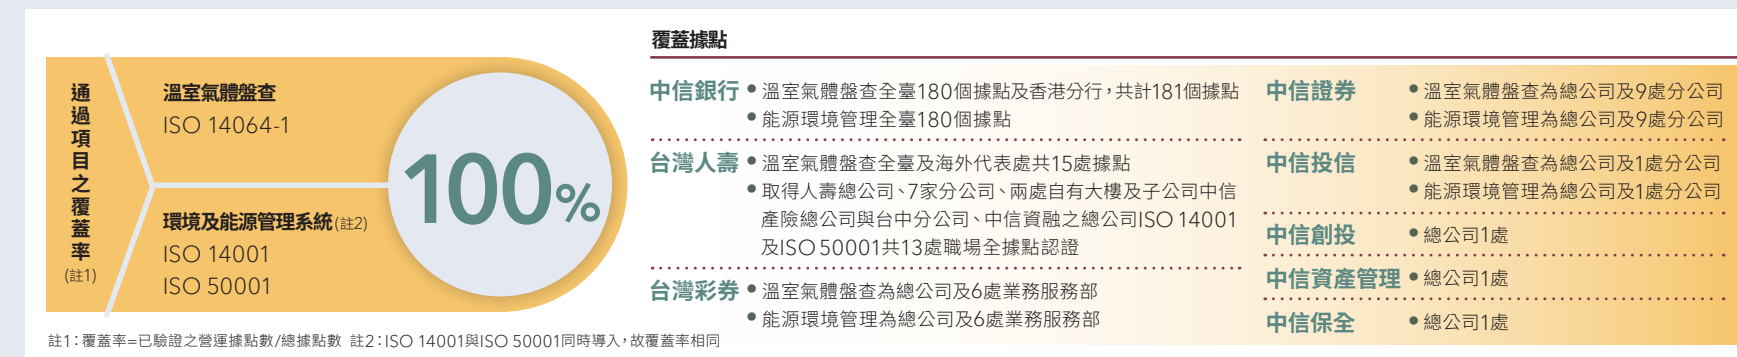 通過項目之覆蓋率
(註1)
溫室氣體盤查
ISO 14064-1
環境及能源管理系統(註2)
ISO 14001
ISO 50001
100%
註1：覆蓋率=已驗證之營運據點數/總據點數 註2：ISO 14001與ISO 50001同時導入，故覆蓋率相同
覆蓋據點
中信銀行 ● 溫室氣體盤查全臺180個據點及香港分行，共計181個據點
● 能源環境管理全臺180個據點
台灣人壽 ● 溫室氣體盤查全臺及海外代表處共15處據點
● 取得人壽總公司、7家分公司、兩處自有大樓及子公司中信
產險總公司與台中分公司、中信資融之總公司ISO 14001
及ISO 50001共13處職場全據點認證
台灣彩券 ● 溫室氣體盤查為總公司及6處業務服務部
● 能源環境管理為總公司及6處業務服務部
中信證券 ● 溫室氣體盤查為總公司及9處分公司
● 能源環境管理為總公司及9處分公司
中信投信 ● 溫室氣體盤查為總公司及1處分公司
● 能源環境管理為總公司及1處分公司
中信創投 ● 總公司1處
中信資產管理 ● 總公司1處
中信保全 ● 總公司1處